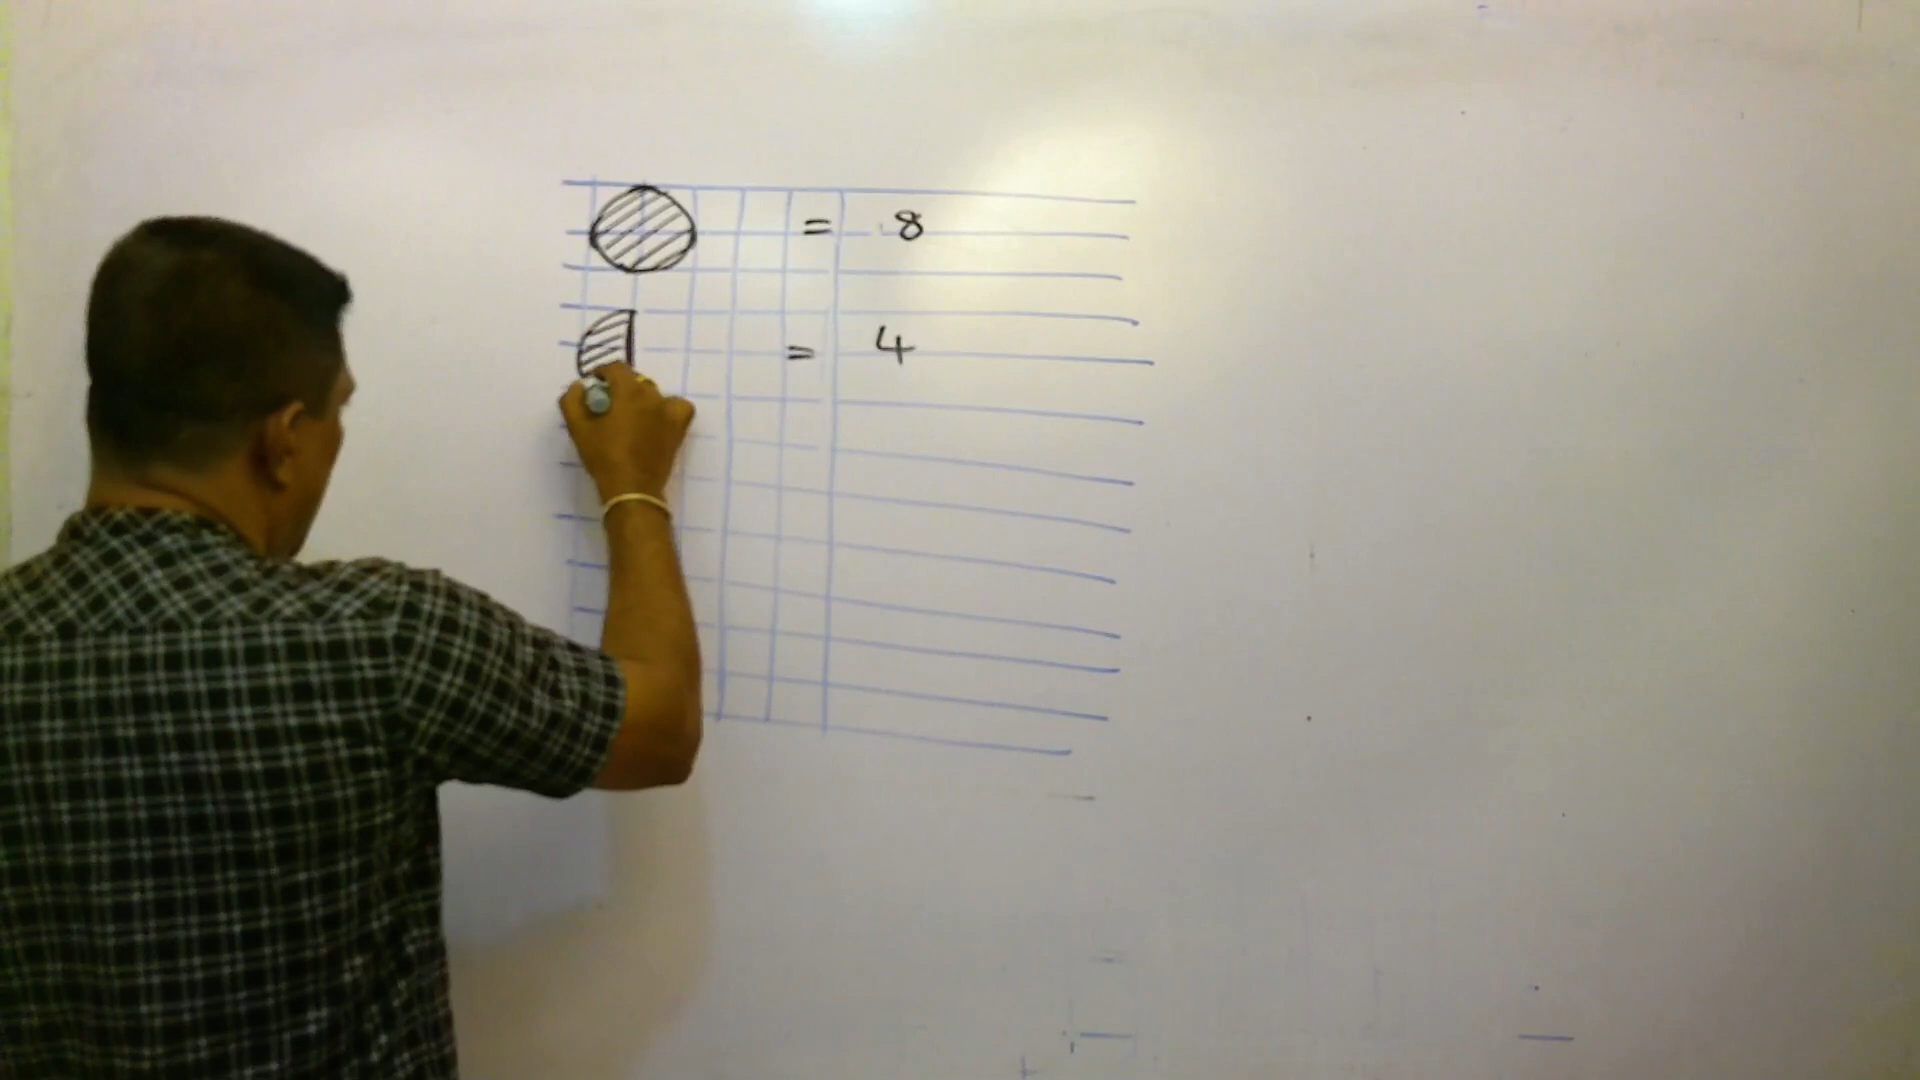 = 8
= 4